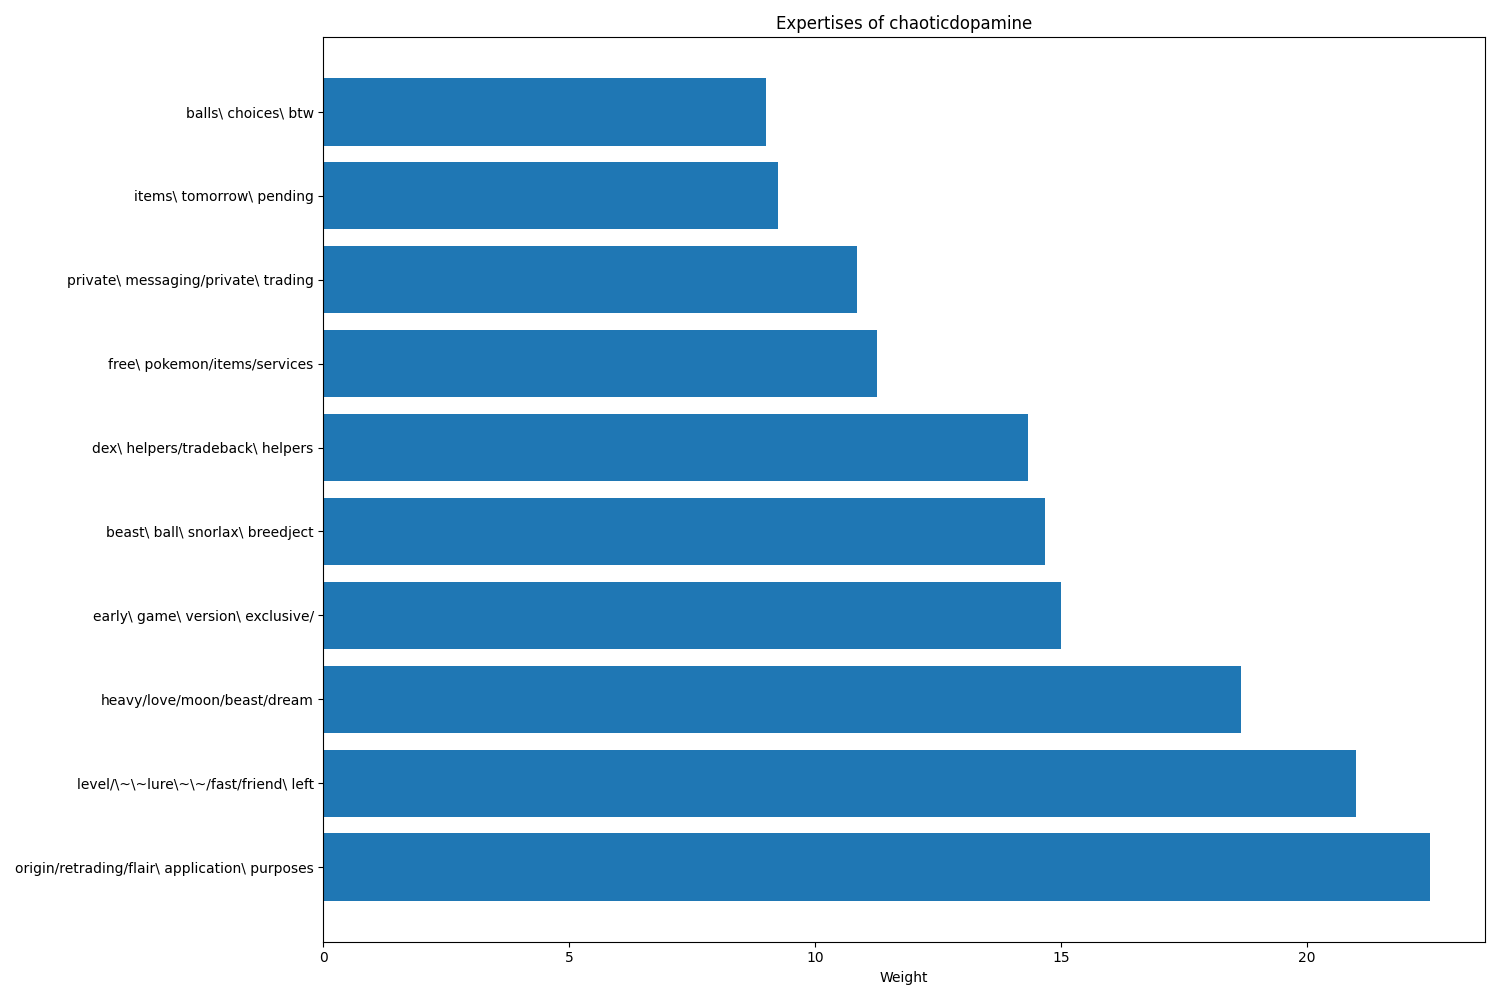 Expertises of chaoticdopamine
balls\ choices\ btw
items\ tomorrow\ pending
private\ messaging/private\ trading
free\ pokemon/items/services
dex\ helpers/tradeback\ helpers
beast\ ball\ snorlax\ breedject
early\ game\ version\ exclusive/
heavy/love/moon/beast/dream
level/\~\~lure\~\~/fast/friend\ left
origin/retrading/flair\ application\ purposes
0 5 10 15 20
Weight